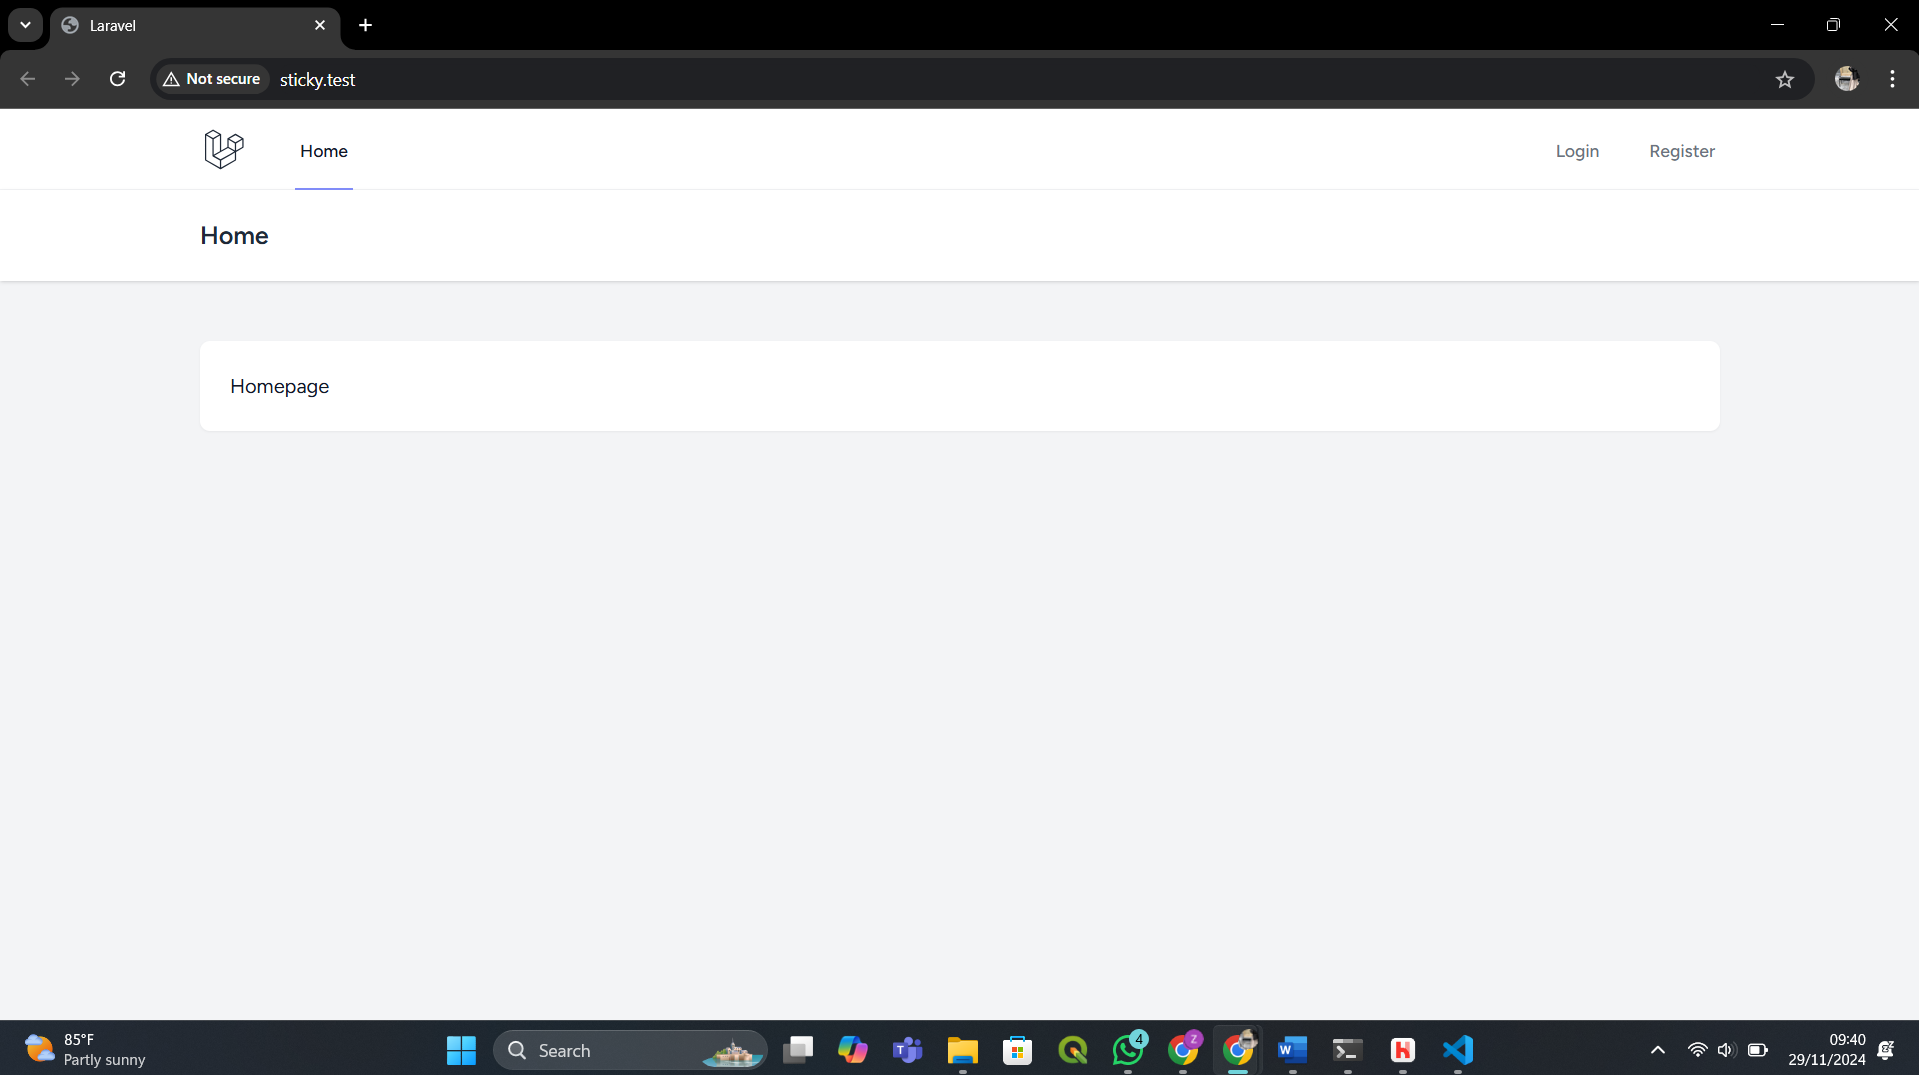 Laravel
Not secure
sticky.test
Home
Login
Register
Home
Homepage
85°F
Partly sunny
Search
T
4
Z
W
H
09:40
29/11/2024